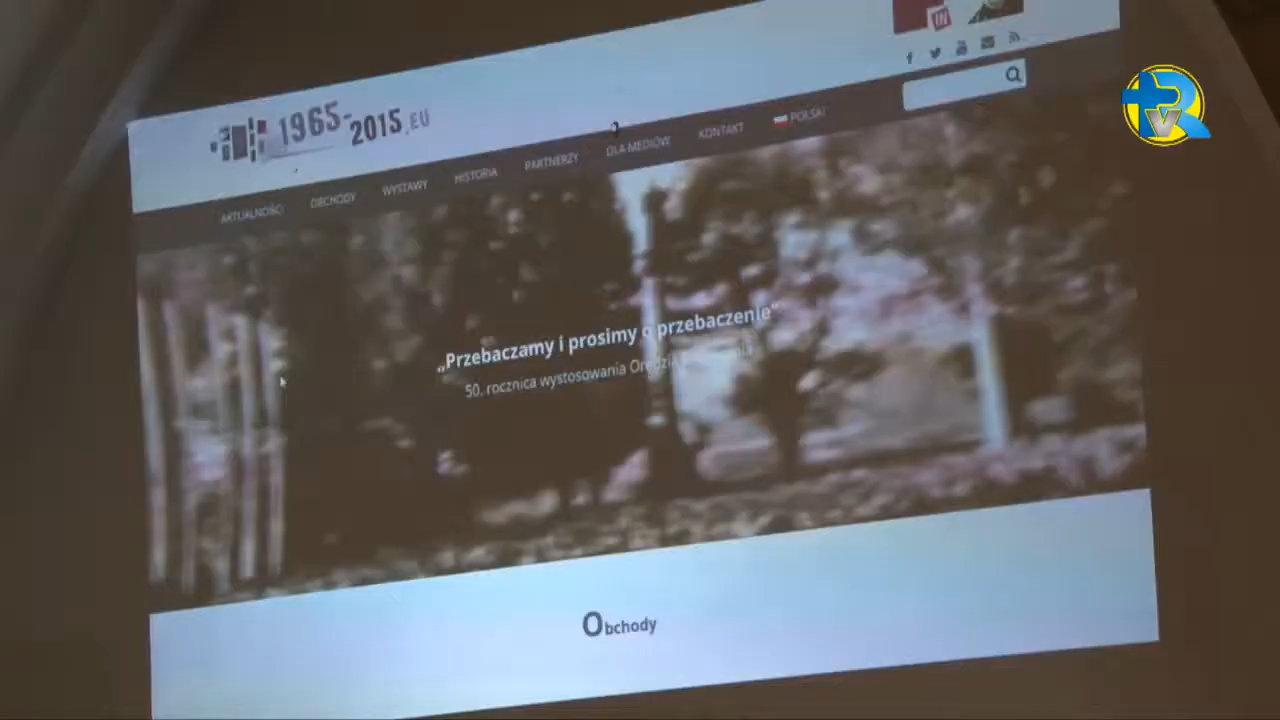 IN
1965-
2015.EU
AKTUALNOŚCI OBCHODY WYSTAWY HISTORIA PARTNERZY DLA MEDIÓW KONTAKT POLSKI
„Przebaczamy i prosimy o przebaczenie”
50. rocznica wystosowania
Obchody